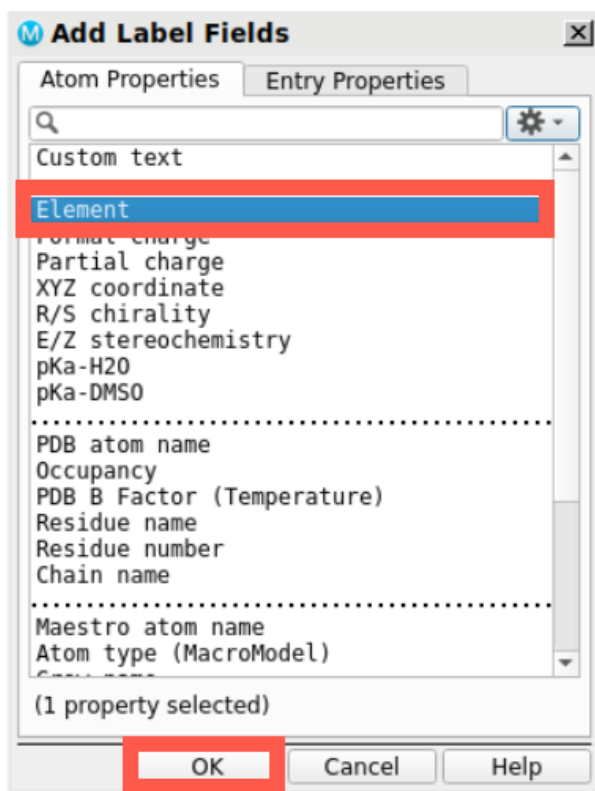 Add Label Fields
Atom Properties Entry Properties
Custom text
Element
Formal charge
Partial charge
XYZ coordinate
R/S chirality
E/Z stereochemistry
pKa-H2O
pKa-DMSO
PDB atom name
Occupancy
PDB B Factor (Temperature)
Residue name
Residue number
Chain name
Maestro atom name
Atom type (MacroModel)
(1 property selected)
OK Cancel Help